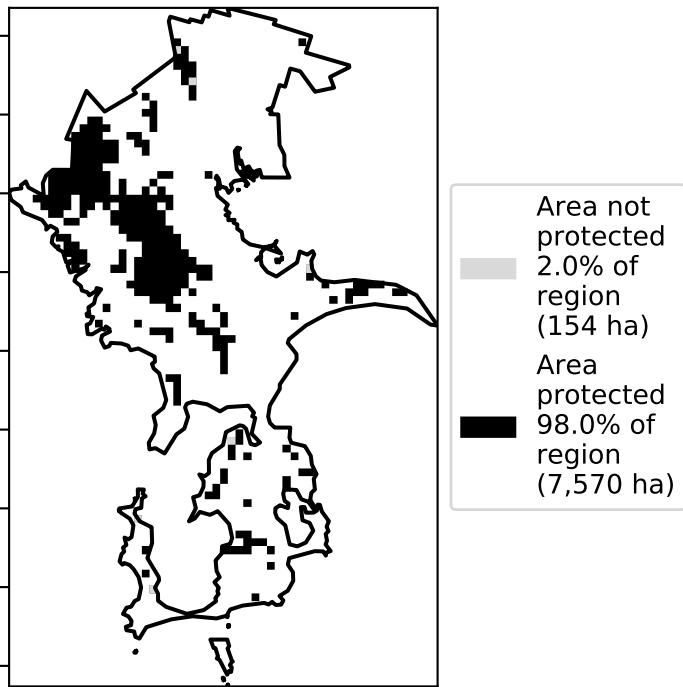 Area not
protected
2.0% of
region
(154 ha)
Area
protected
98.0% of
region
(7,570 ha)